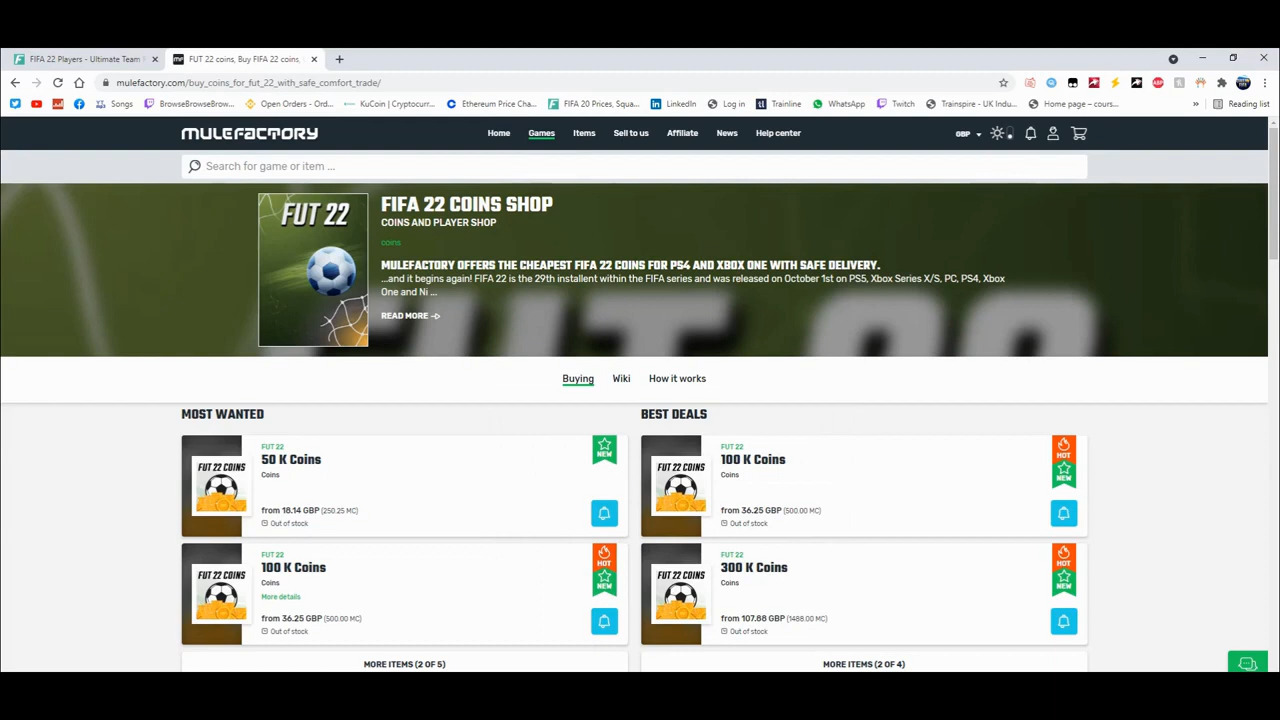 FIFA 22 Players - Ultimate Team
FUT 22 coins, Buy FIFA 22 coins,
mulefactory.com/buy_coins_for_fut_22_with_safe_comfort_trade/
Songs
BrowseBrowseBrow...
Open Orders - Ord...
KuCoin | Cryptocurr...
Ethereum Price Cha...
FIFA 20 Prices, Squa...
LinkedIn
Log in
Trainline
WhatsApp
Twitch
Trainspire - UK Indu...
Home page – cours...
»
Reading list
MULEFACTORY
Home
Games
Items
Sell to us
Affiliate
News
Help center
GBP
Search for game or item ...
FUT 22
FIFA 22 COINS SHOP
COINS AND PLAYER SHOP
coins
MULEFACTORY OFFERS THE CHEAPEST FIFA 22 COINS FOR PS4 AND XBOX ONE WITH SAFE DELIVERY.
...and it begins again! FIFA 22 is the 29th installent within the FIFA series and was released on October 1st on PS5, Xbox Series X/S, PC, PS4, Xbox
One and Ni ...
READ MORE
Buying
Wiki
How it works
MOST WANTED
FUT 22 COINS
FUT 22
50 K Coins
Coins
from 18.14 GBP (250.25 MC)
Out of stock
NEW
FUT 22 COINS
FUT 22
100 K Coins
Coins
More details
from 36.25 GBP (500.00 MC)
Out of stock
HOT
NEW
MORE ITEMS (2 OF 5)
BEST DEALS
FUT 22 COINS
FUT 22
100 K Coins
Coins
from 36.25 GBP (500.00 MC)
Out of stock
HOT
NEW
FUT 22 COINS
FUT 22
300 K Coins
Coins
from 107.88 GBP (1488.00 MC)
Out of stock
HOT
NEW
MORE ITEMS (2 OF 4)